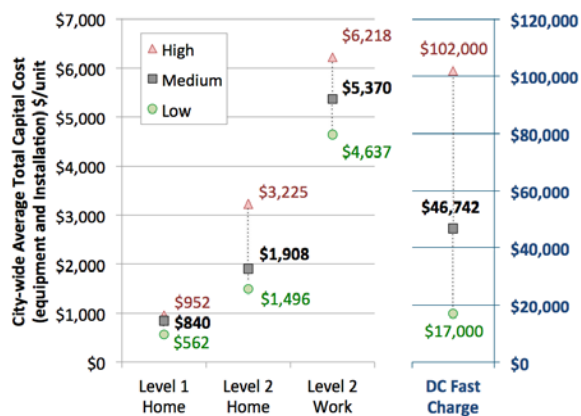 City-wide Average Total Capital Cost
(equipment and Installation) $/unit
$7,000
$6,000
$5,000
$4,000
$3,000
$2,000
$1,000
$0
High
Medium
Low
$952
$840
$562
$3,225
$1,908
$1,496
$6,218
$5,370
$4,637
$102,000
$46,742
$17,000
$120,000
$100,000
$80,000
$60,000
$40,000
$20,000
$0
Level 1
Home
Level 2
Home
Level 2
Work
DC Fast
Charge